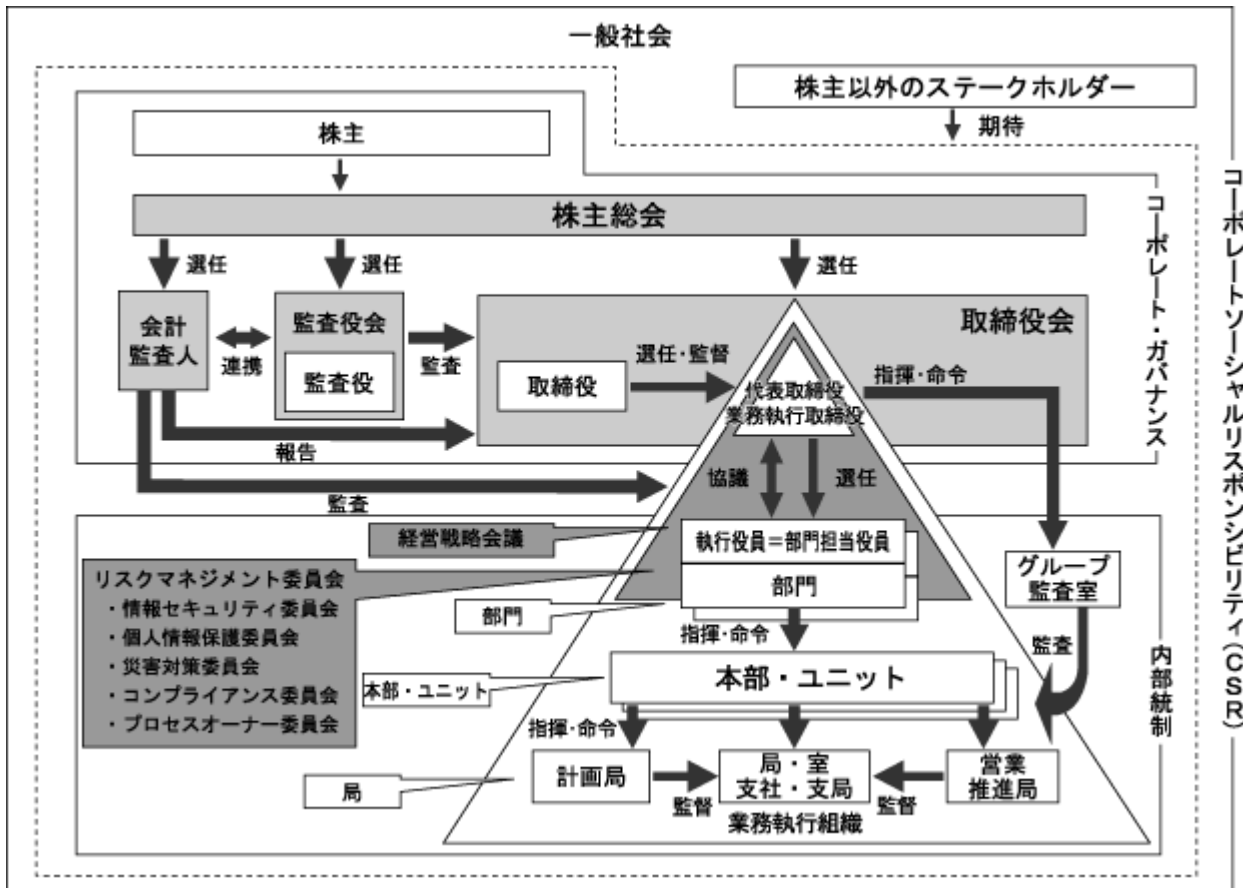 一般社会
株主以外のステークホルダー
期待
株主
株主総会
選任
選任
選任
コーポレート・ガバナンス
コーポレートソーシャルリスポンシビリティ(CSR)
会計
監査人
連携
監査役会
監査役
監査
取締役会
取締役
選任・監督
代表取締役
業務執行取締役
指揮・命令
報告
監査
協議
選任
経営戦略会議
執行役員=部門担当役員
部門
グループ
監査室
リスクマネジメント委員会
・情報セキュリティ委員会
・個人情報保護委員会
・災害対策委員会
・コンプライアンス委員会
・プロセスオーナー委員会
部門
指揮・命令
監査
内部統制
本部・ユニット
本部・ユニット
指揮・命令
局
計画局
監督
局・室
支社・支局
監督
営業
推進局
業務執行組織